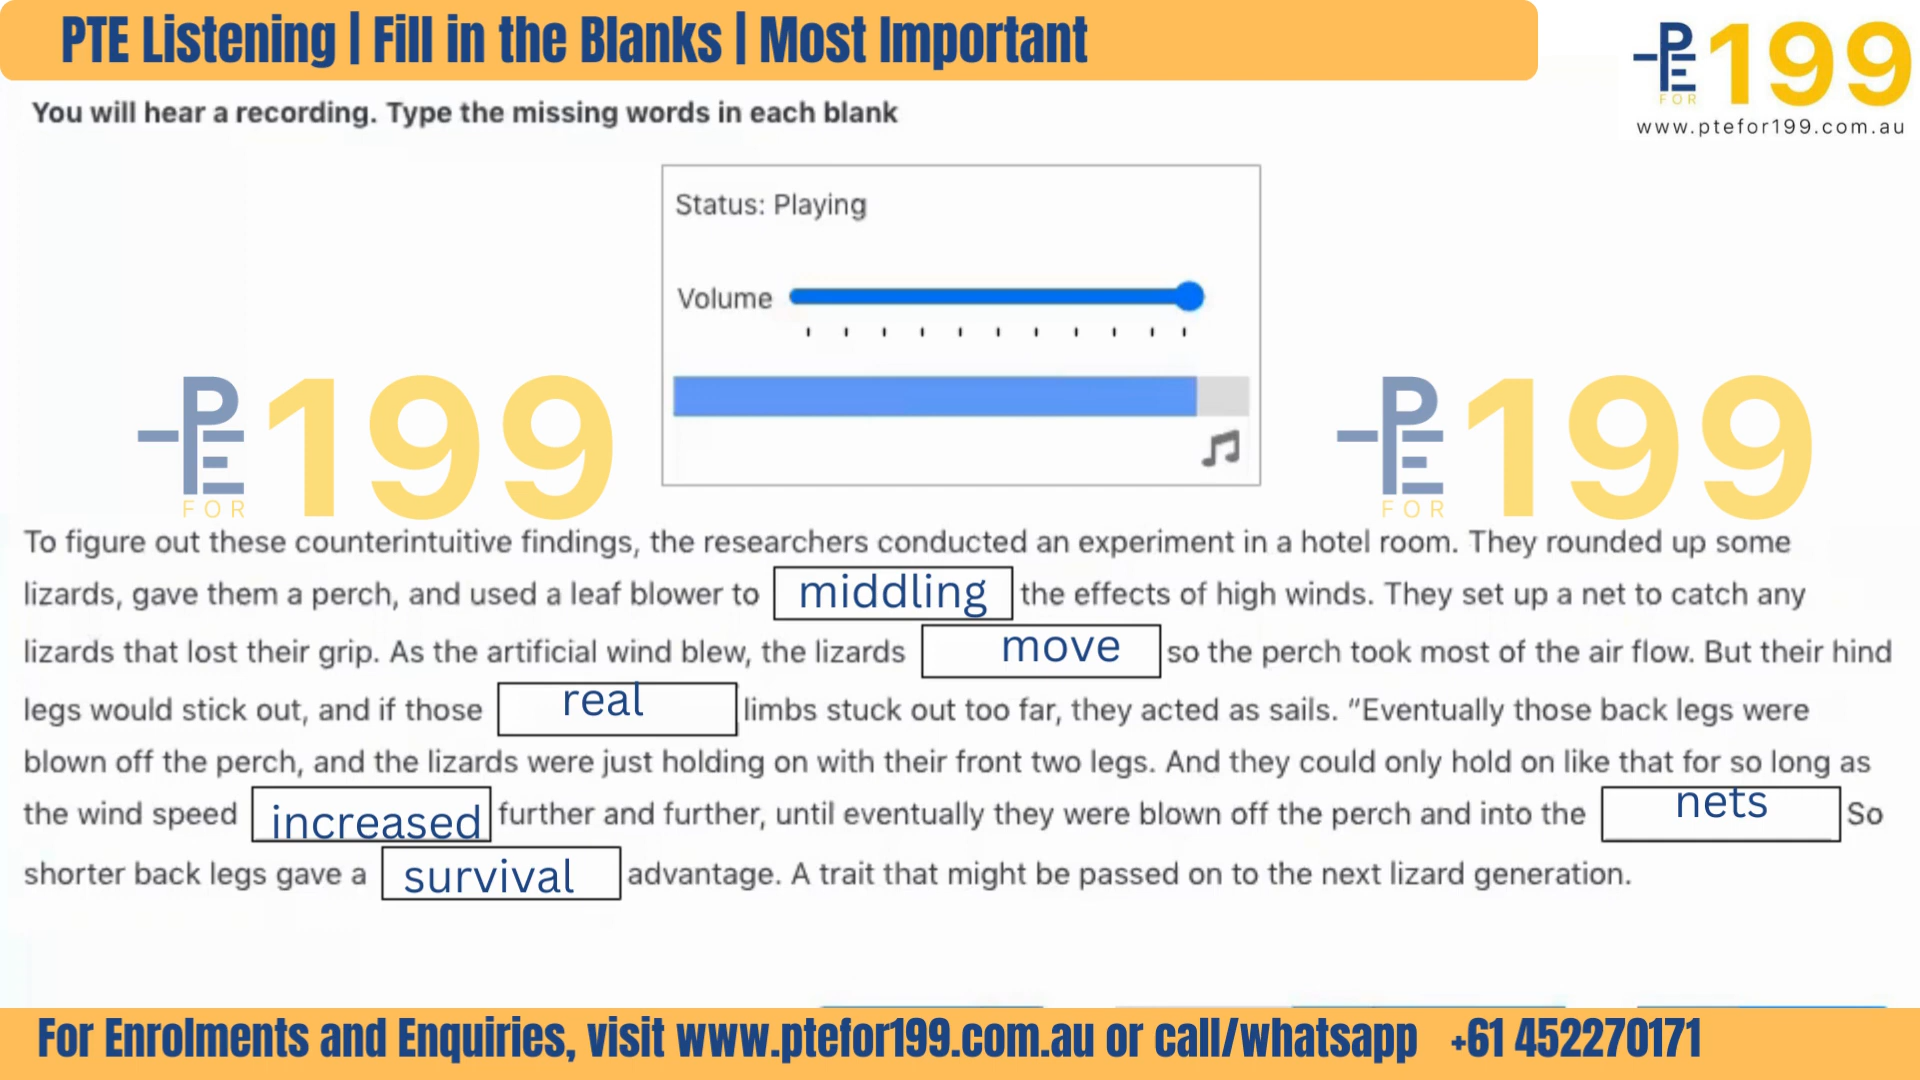 PTE Listening | Fill in the Blanks | Most Important
PE199
FOR
www.ptefor199.com.au
You will hear a recording. Type the missing words in each blank
Status: Playing
Volume
PE199
FOR
PE199
FOR
To figure out these counterintuitive findings, the researchers conducted an experiment in a hotel room. They rounded up some
lizards, gave them a perch, and used a leaf blower to middling the effects of high winds. They set up a net to catch any
lizards that lost their grip. As the artificial wind blew, the lizards move so the perch took most of the air flow. But their hind
legs would stick out, and if those real limbs stuck out too far, they acted as sails. "Eventually those back legs were
blown off the perch, and the lizards were just holding on with their front two legs. And they could only hold on like that for so long as
the wind speed increased further and further, until eventually they were blown off the perch and into the nets So
shorter back legs gave a survival advantage. A trait that might be passed on to the next lizard generation.
For Enrolments and Enquiries, visit www.ptefor199.com.au or call/whatsapp +61 452270171